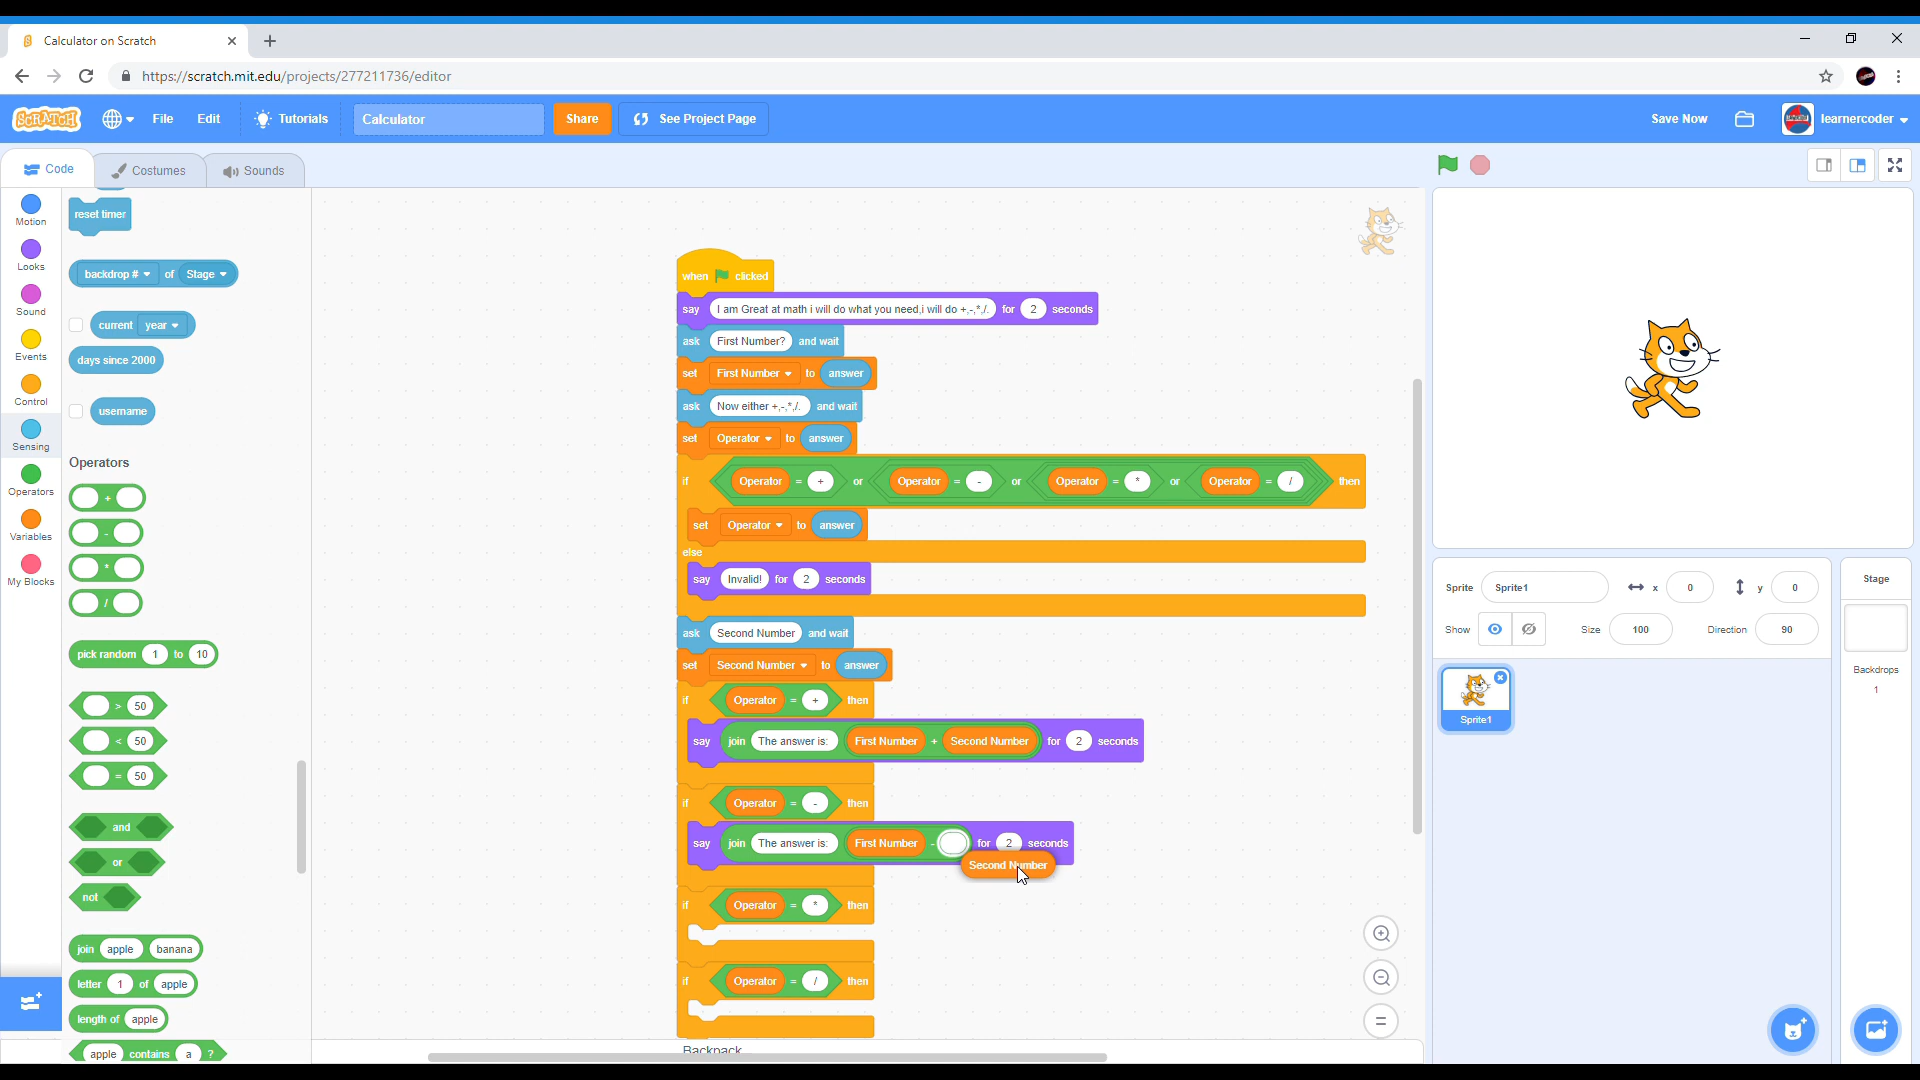 Calculator on Scratch
https://scratch.mit.edu/projects/277211736/editor
SCRATCH
File
Edit
Tutorials
Calculator
Share
See Project Page
Save Now
learnercoder
Code
Costumes
Sounds
Motion
Looks
Sound
Events
Control
Sensing
Operators
Variables
My Blocks
reset timer
backdrop # of Stage
current year
days since 2000
username
Operators
+
-
*
/
pick random 1 to 10
> 50
< 50
= 50
and
or
not
join apple banana
letter 1 of apple
length of apple
apple contains a ?
when clicked
say I am Great at math i will do what you need,i will do +,-,*,/. for 2 seconds
ask First Number? and wait
set First Number to answer
ask Now either +,-,*,/. and wait
set Operator to answer
if Operator = + or Operator = - or Operator = * or Operator = / then
set Operator to answer
else
say Invalid! for 2 seconds
ask Second Number and wait
set Second Number to answer
if Operator = + then
say join The answer is: First Number + Second Number for 2 seconds
if Operator = - then
say join The answer is: First Number - for 2 seconds
Second Number
if Operator = * then
if Operator = / then
Backpack
Sprite Sprite1 x 0 y 0
Show Size 100 Direction 90
Sprite1
Stage
Backdrops
1